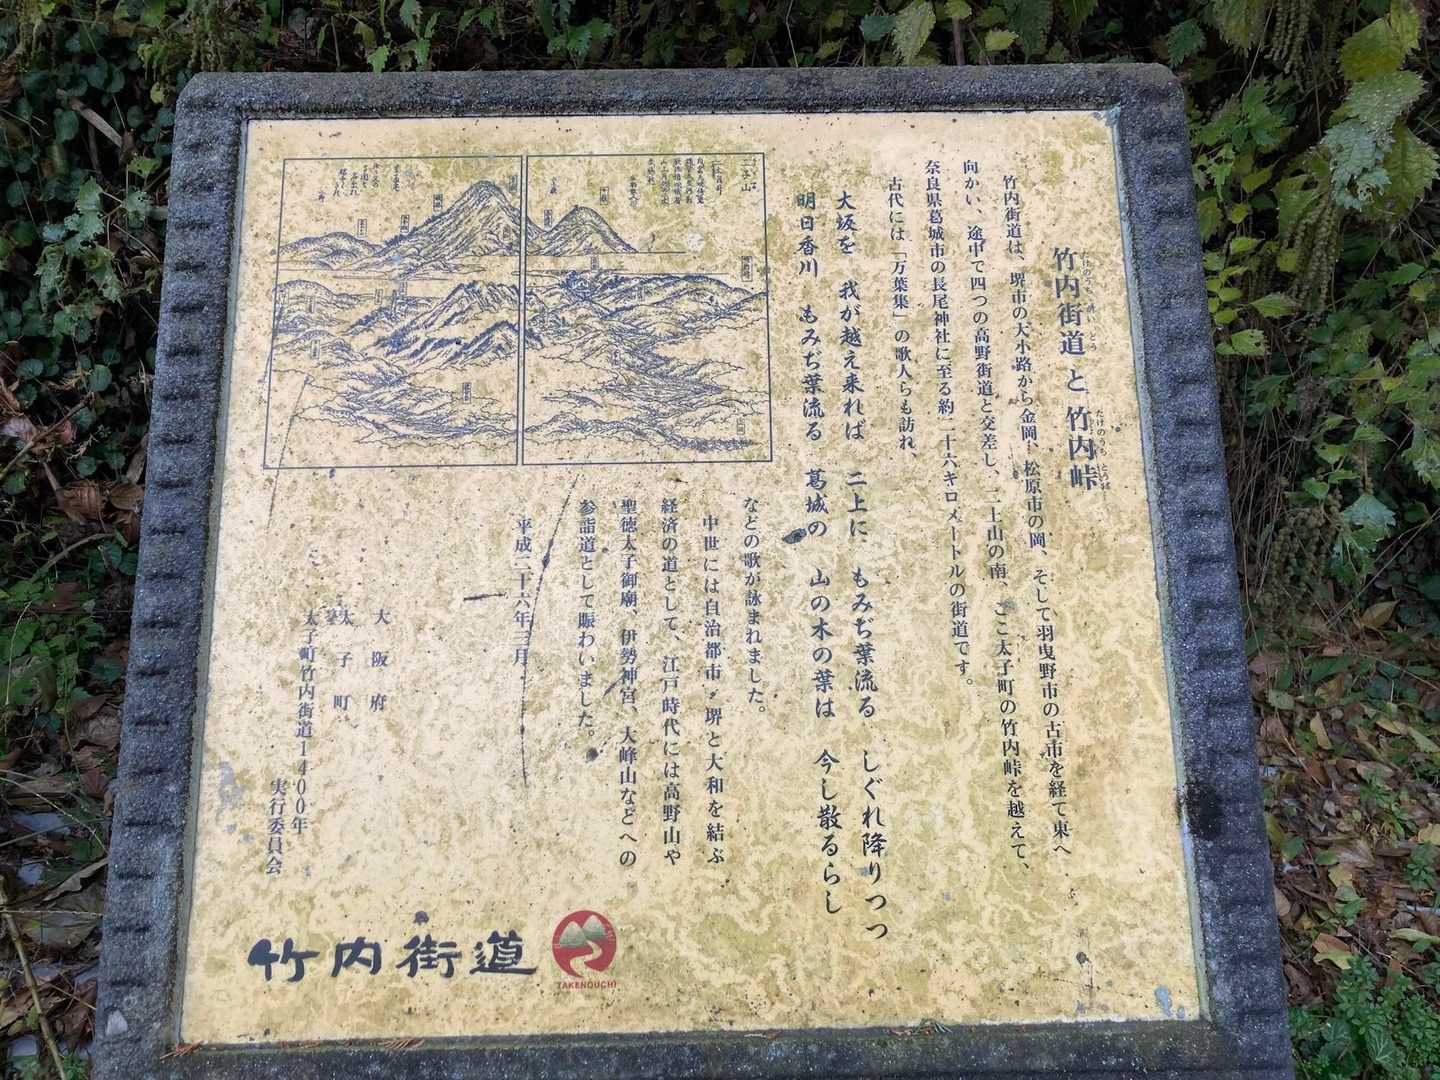 竹内街道と竹内峠
竹内街道は、堺市の大小路から金岡、松原市の岡、そして羽曳野市の古市を経て東へ
向かい、途中で四つの高野街道と交差し、二上山の南、ここ太子町の竹内峠を越えて、
奈良県葛城市の長尾神社に至る約二十六キロメートルの街道です。
古代には「万葉集」の歌人らも訪れ、
大坂を 我が越え来れば 二上に もみぢ葉流る しぐれ降りつつ
明日香川 もみぢ葉流る 葛城の 山の木の葉は 今し散るらし
などの歌が詠まれました。
中世には自治都市・堺と大和を結ぶ
経済の道として、江戸時代には高野山や
聖徳太子御廟、伊勢神宮、大峰山などへの
参詣道として賑わいました。
平成二十六年三月
大阪府
太子町
太子町竹内街道1400年
実行委員会
竹内街道
TAKENOUCHI